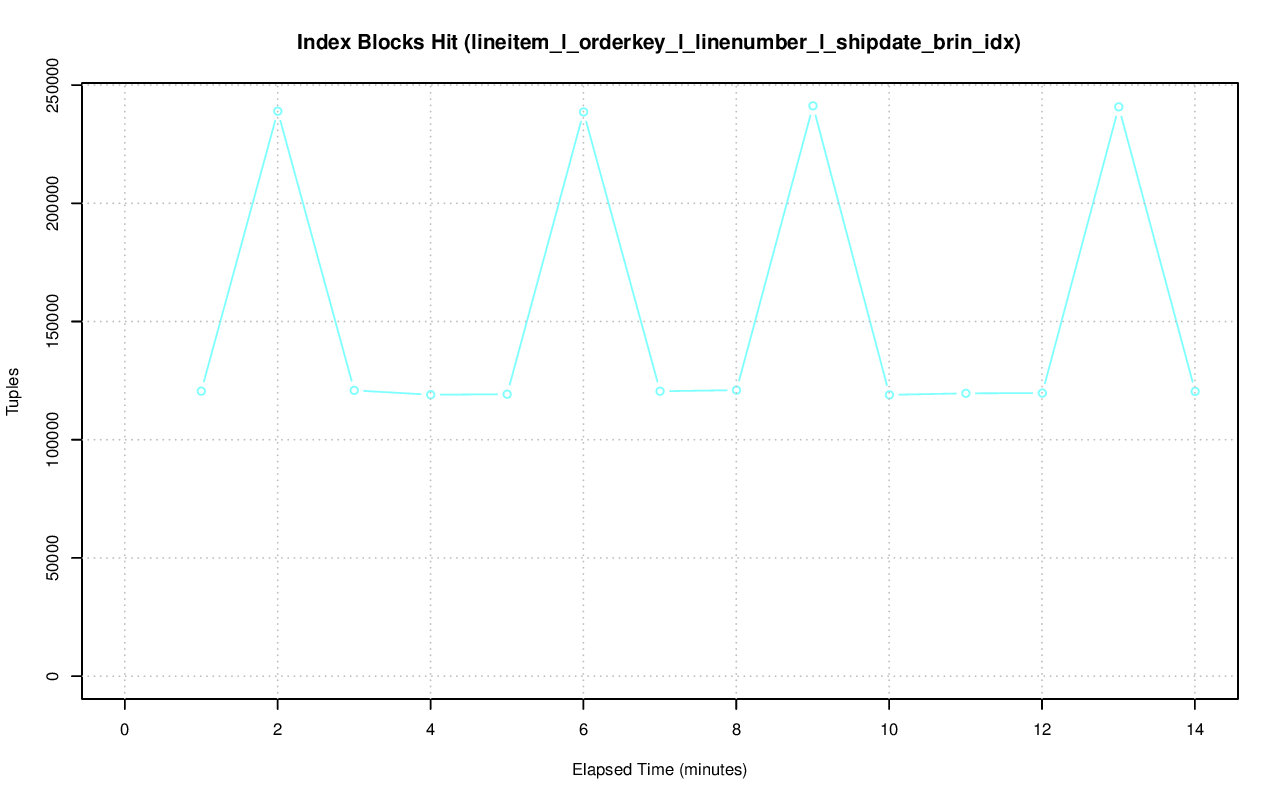 Index Blocks Hit (lineitem_l_orderkey_l_linenumber_l_shipdate_brin_idx)
250000
200000
150000
100000
50000
0
Tuples
0 2 4 6 8 10 12 14
Elapsed Time (minutes)